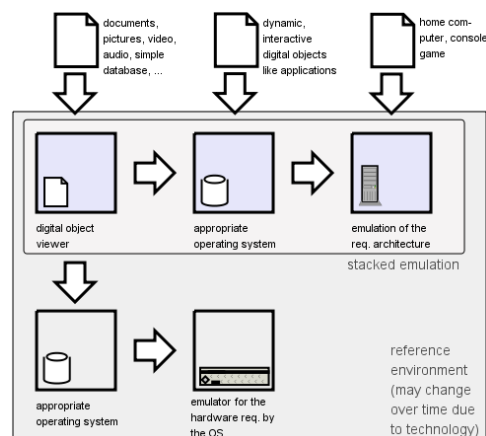 documents,
pictures, video,
audio, simple
database, ...
dynamic,
interactive
digital objects
like applications
home com-
puter, console
game
digital object
viewer
appropriate
operating system
emulation of the
req. architecture
stacked emulation
appropriate
operating system
emulator for the
hardware req. by
the OS
reference
environment
(may change
over time due
to technology)